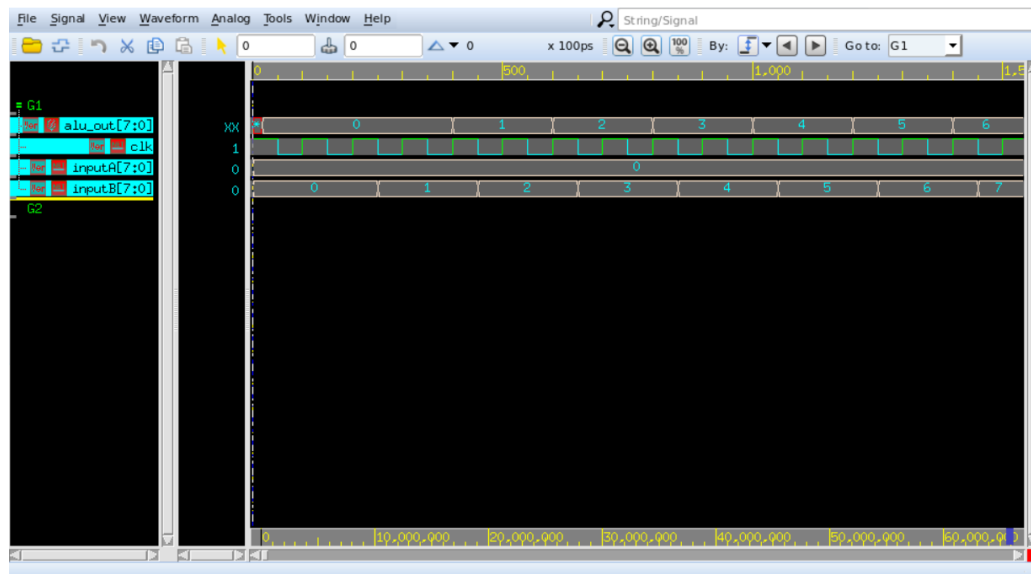 File Signal View Waveform Analog Tools Window Help String/Signal
0 0 0 x 100ps 100 % By: Go to: G1
0 500 1,000
G1
alu_out[7:0] XX * 0 1 2 3 4 5 6
clk 1
inputA[7:0] 0 0
inputB[7:0] 0 0 1 2 3 4 5 6 7
G2
0 10,000,000 20,000,000 30,000,000 40,000,000 50,000,000